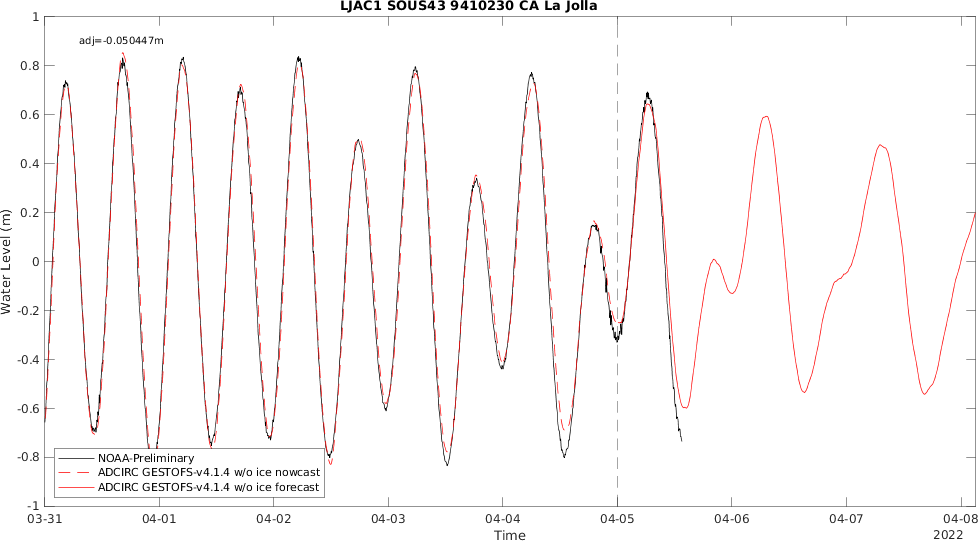 LJAC1 SOUS43 9410230 CA La Jolla
adj=-0.050447m
1
0.8
0.6
0.4
0.2
0
-0.2
-0.4
-0.6
-0.8
-1
Water Level (m)
NOAA-Preliminary
ADCIRC GESTOFS-v4.1.4 w/o ice nowcast
ADCIRC GESTOFS-v4.1.4 w/o ice forecast
03-31 04-01 04-02 04-03 04-04 04-05 04-06 04-07 04-08
Time
2022